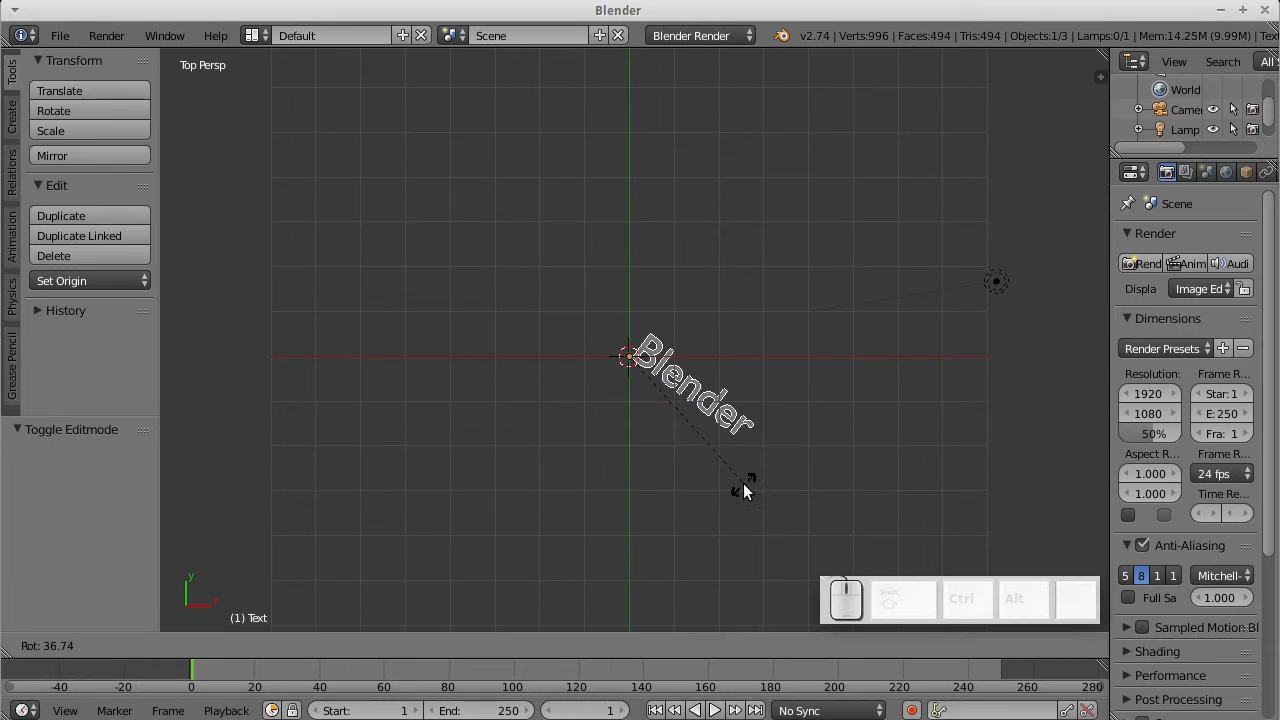 Blender
File Render Window Help Default Scene Blender Render v2.74 | Verts:996 | Faces:494 | Tris:494 | Objects:1/3 | Lamps:0/1 | Mem:14.25M (9.99M) |
Tools
Create
Relations
Animation
Physics
Grease Pencil
Transform
Translate
Rotate
Scale
Mirror
Edit
Duplicate
Duplicate Linked
Delete
Set Origin
History
Toggle Editmode
Top Persp
Blender
y
x
(1) Text
Shift
Ctrl
Alt
Rot: 36.74
View Search All
World
Came
Lamp
Scene
Render
Rend Anim Audi
Displa Image Ed
Dimensions
Render Presets
Resolution: Frame R...
1920 Star: 1
1080 E: 250
50% Fra: 1
Aspect R... Frame R...
1.000 24 fps
1.000 Time Re...
Anti-Aliasing
5 8 1 1 Mitchell-
Full Sa 1.000
Sampled Motion Bl
Shading
Performance
Post Processing
-40 -20 0 20 40 60 80 100 120 140 160 180 200 220 240 260 280
View Marker Frame Playback Start: 1 End: 250 1 No Sync